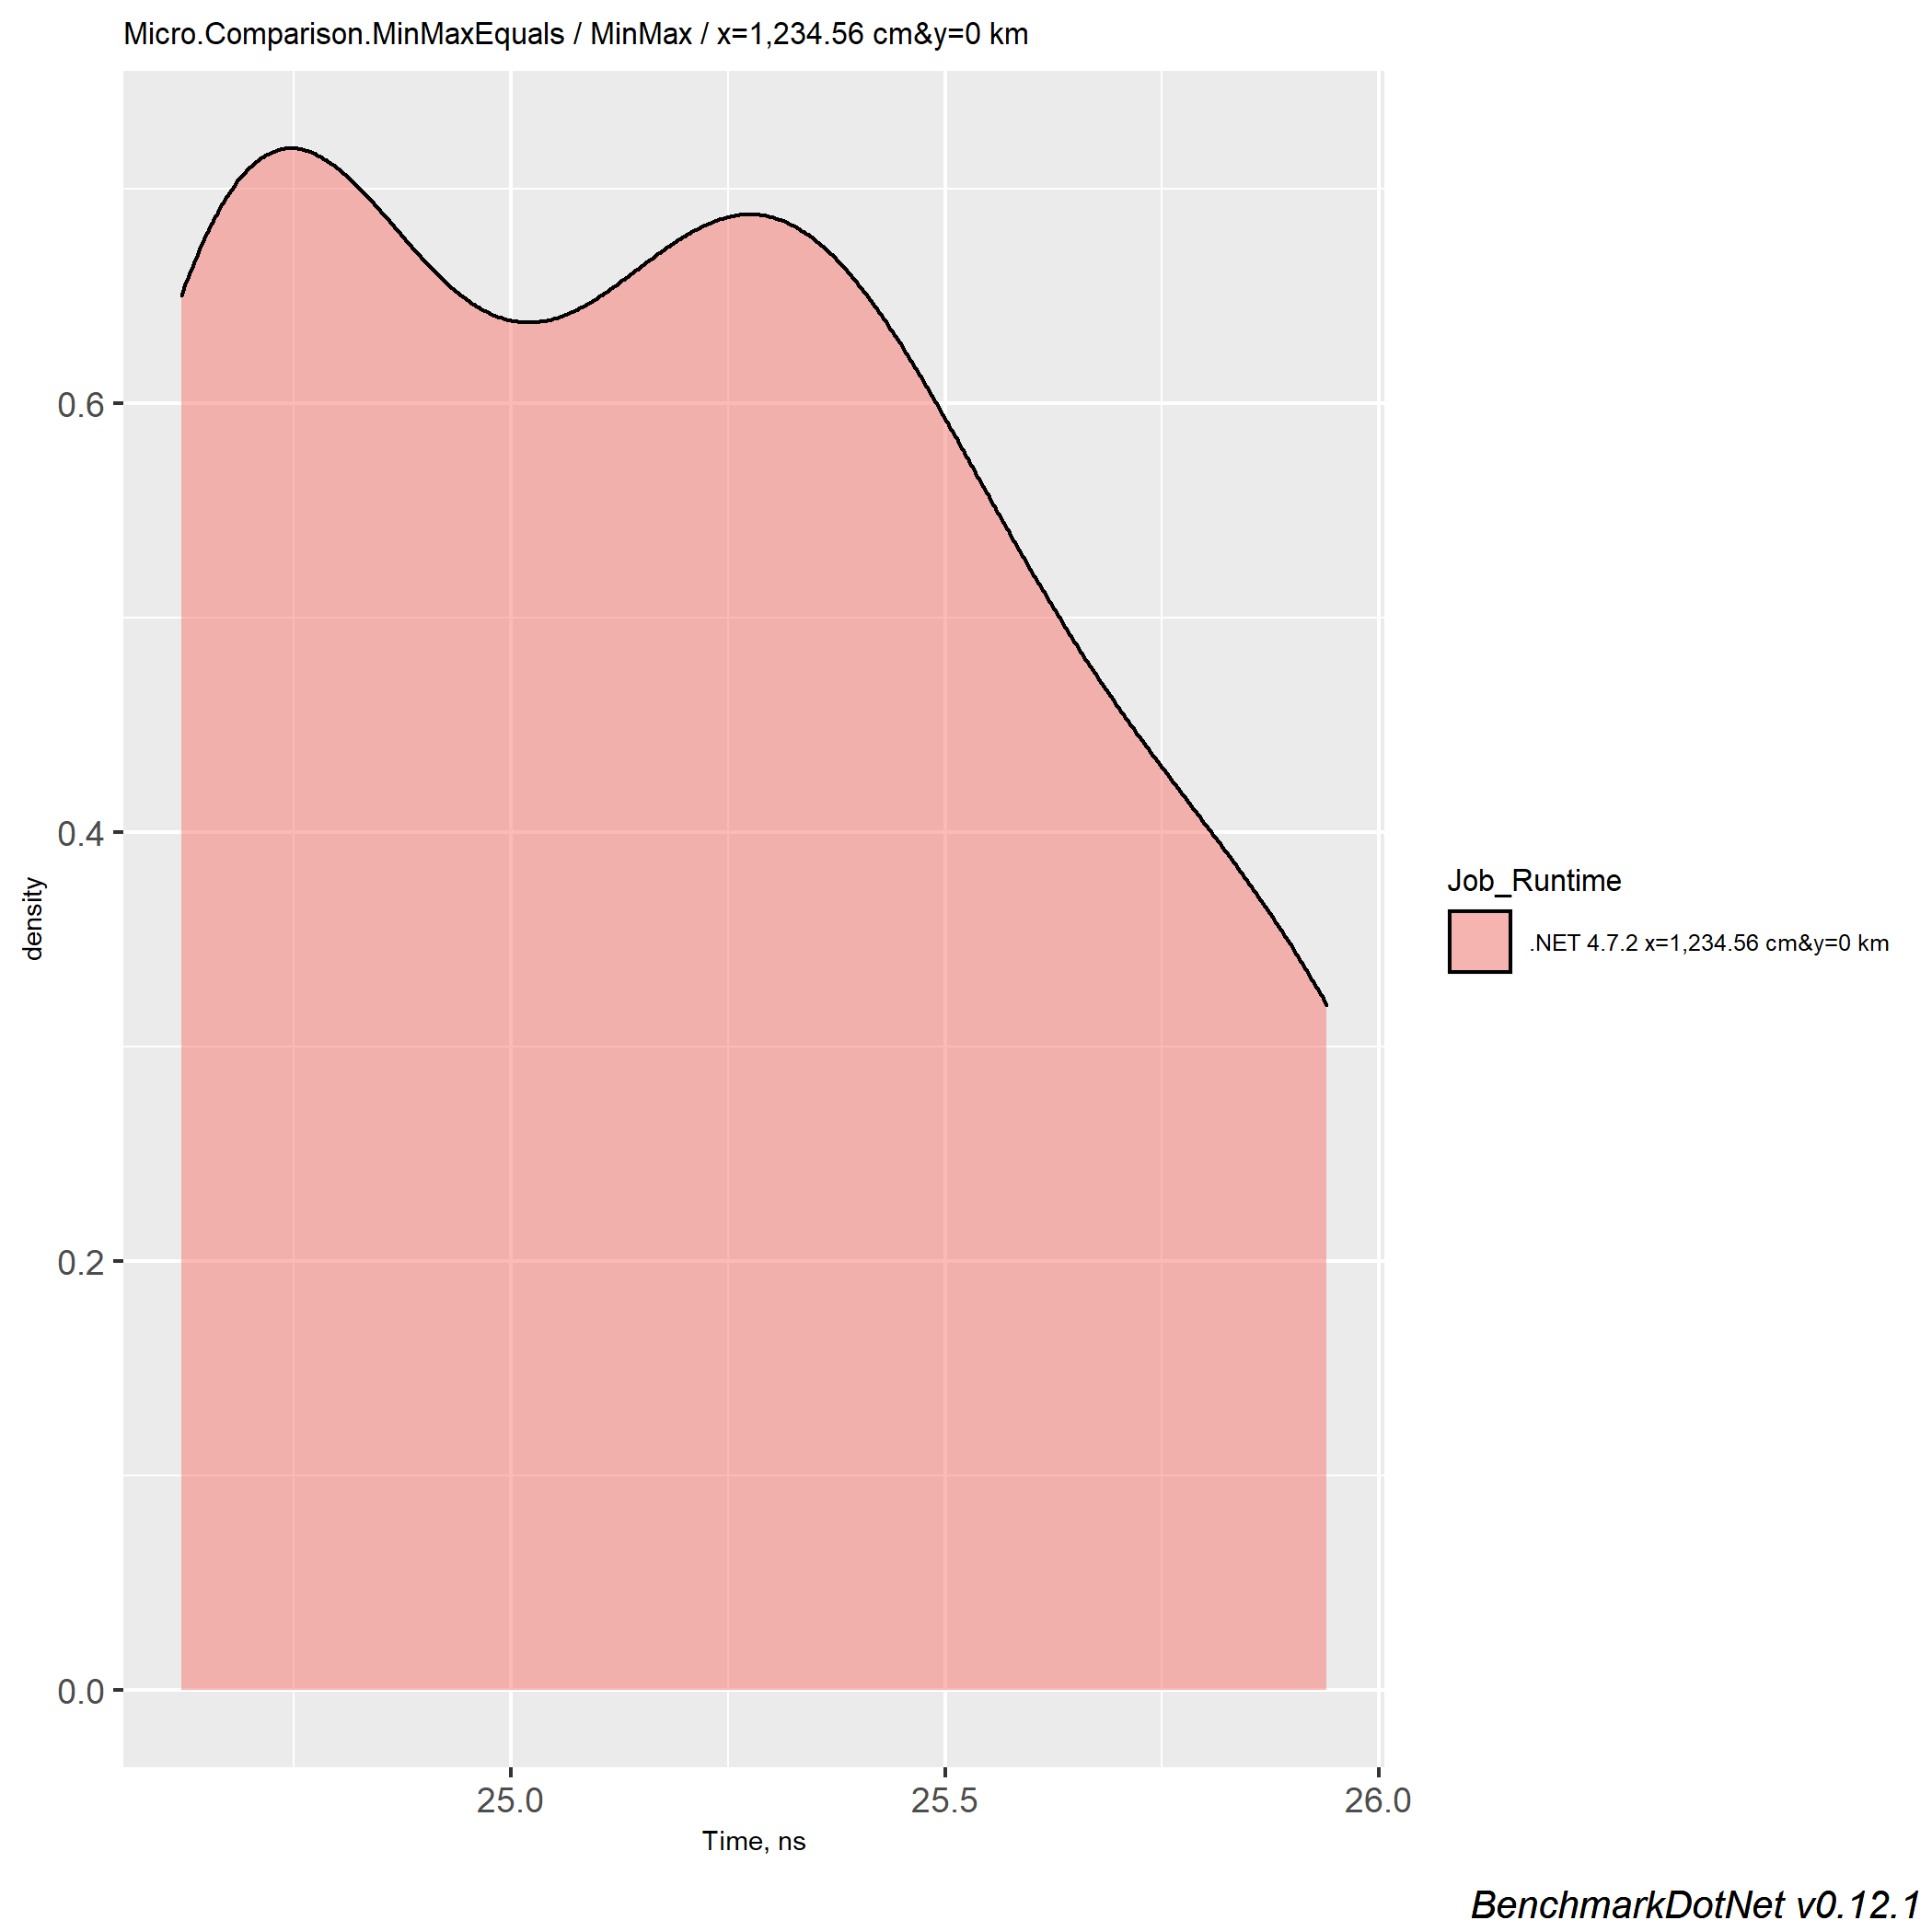 Micro.Comparison.MinMaxEquals / MinMax / x=1,234.56 cm&y=0 km
0.6
0.4
0.2
0.0
density
25.0 25.5 26.0
Time, ns
Job_Runtime
.NET 4.7.2 x=1,234.56 cm&y=0 km
BenchmarkDotNet v0.12.1